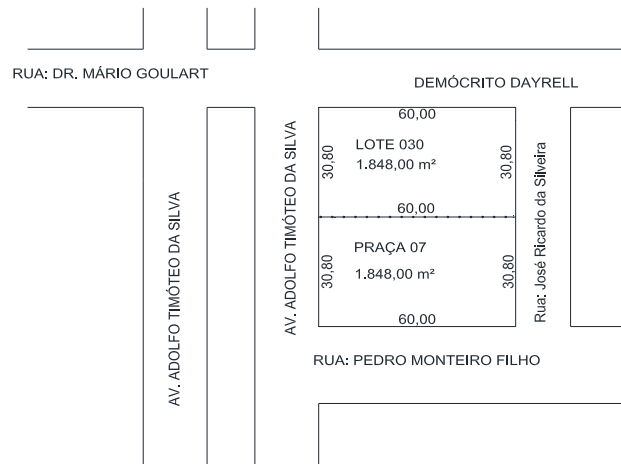 RUA: DR. MÁRIO GOULART
DEMÓCRITO DAYRELL
60,00
LOTE 030
1.848,00 m²
30,80
30,80
60,00
PRAÇA 07
1.848,00 m²
30,80
30,80
60,00
AV. ADOLFO TIMÓTEO DA SILVA
AV. ADOLFO TIMÓTEO DA SILVA
Rua: José Ricardo da Silveira
RUA: PEDRO MONTEIRO FILHO